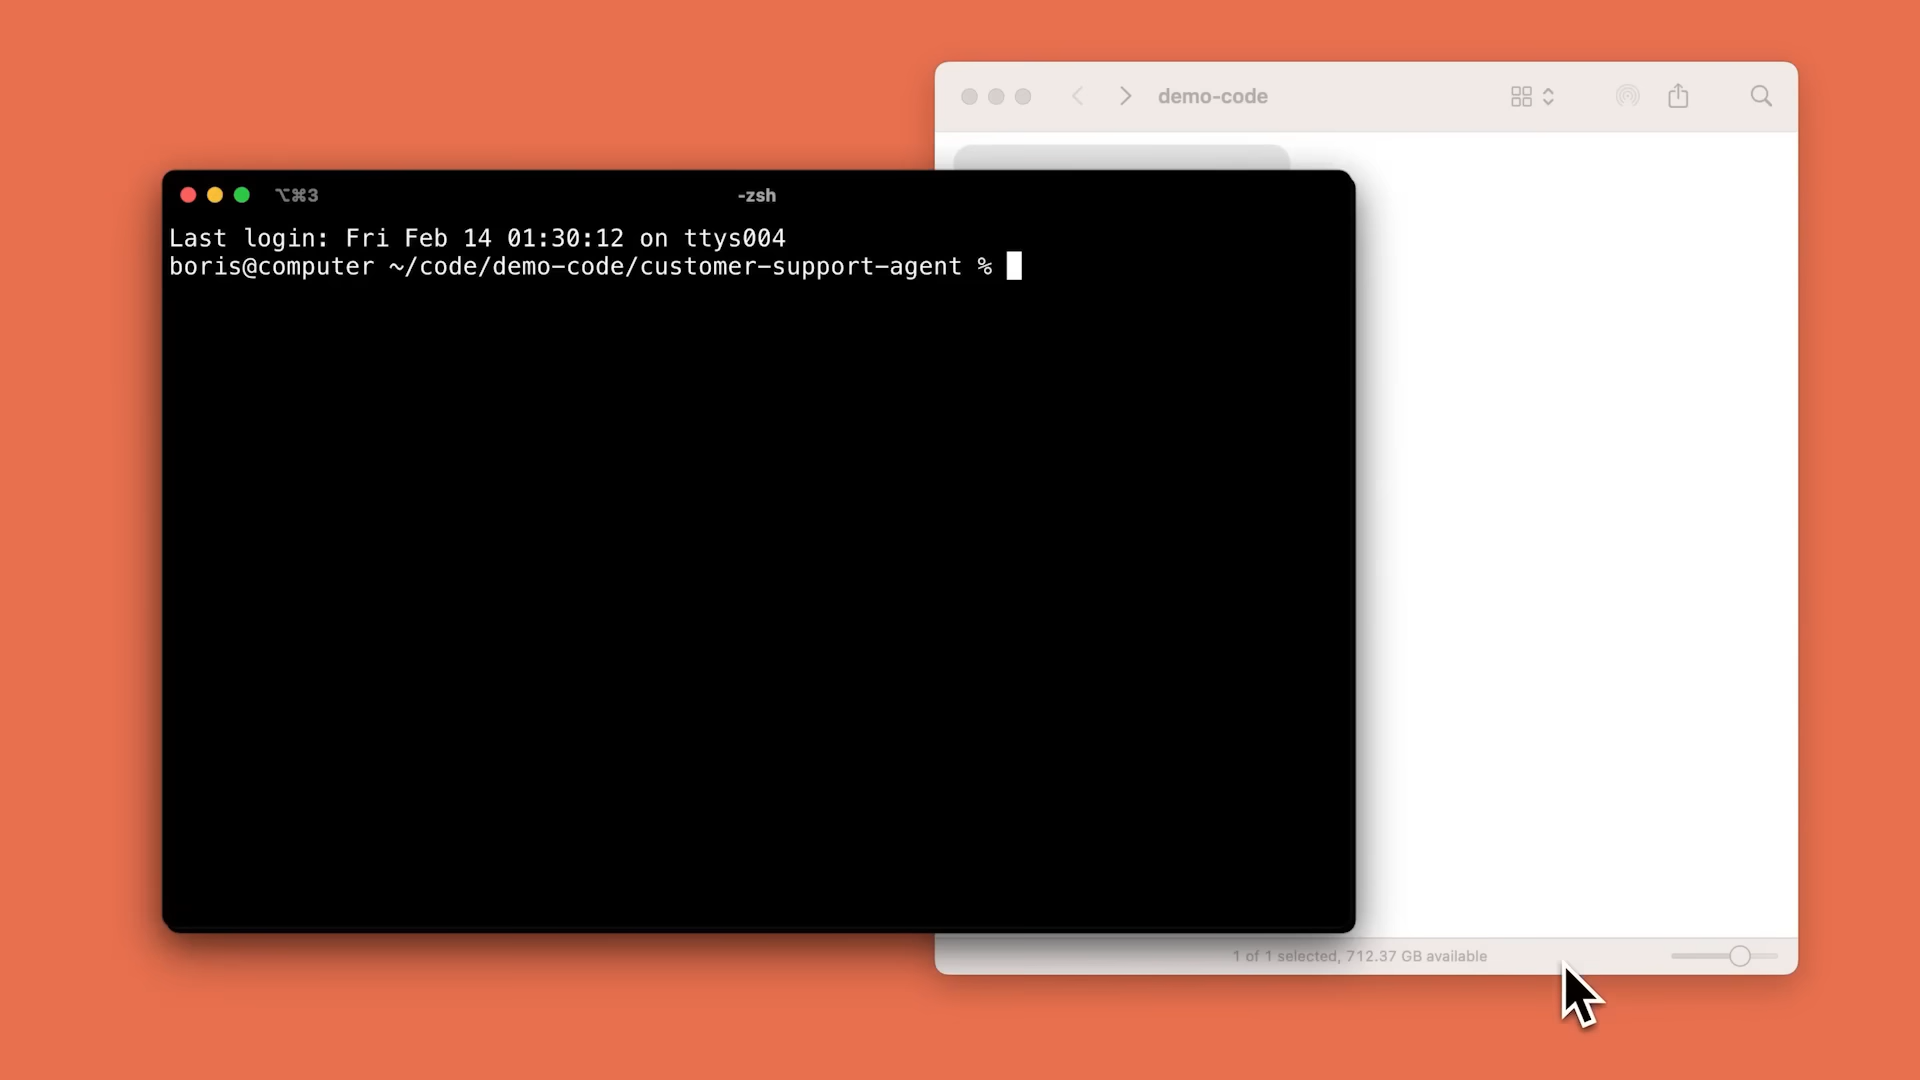 demo-code
⌥⌘3
-zsh
Last login: Fri Feb 14 01:30:12 on ttys004
boris@computer ~/code/demo-code/customer-support-agent %
1 of 1 selected, 712.37 GB available